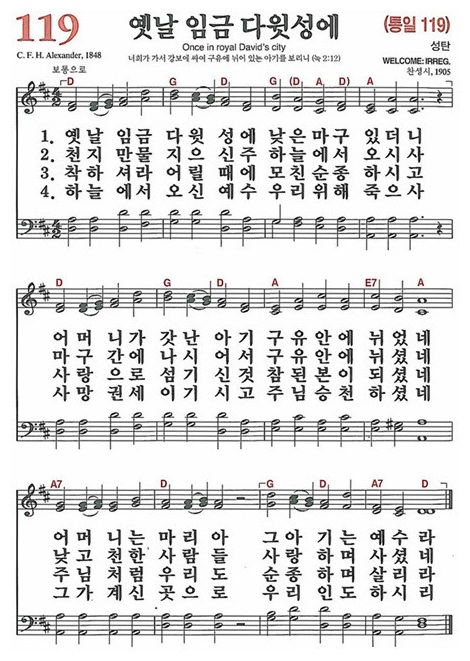 119 옛날 임금 다윗성에 (통일 119)
Once in royal David's city
C. F. H. Alexander, 1848
너희가 가서 강보에 싸여 구유에 뉘어 있는 아기를 보리니 (눅 2:12)
성탄
WELCOME: IRREG.
보통으로
찬성시, 1905
D G D (D) (A) D A D
1. 옛날 임금 다윗 성에 낮은 마구 있더니
2. 천지 만물 지으신 주 하늘에서 오시사
3. 착하셔라 어릴 때에 모친 순종 하시고
4. 하늘에서 오신 예수 우리 위해 죽으사
D G D A E7 A
어머니가 갓난 아기 구유 안에 뉘었네
마구간에 나시어서 구유 안에 뉘셨네
사랑으로 섬기신 것 참된 본이 되셨네
사망 권세 이기시고 주님 승천 하셨네
A7 D A7 D G D A7 D
어머니는 마리아 그 아기는 예수라
낮고 천한 사람들 사랑하며 사셨네
주님처럼 우리도 순종하며 살리라
그가 계신 곳으로 우리 인도하시리